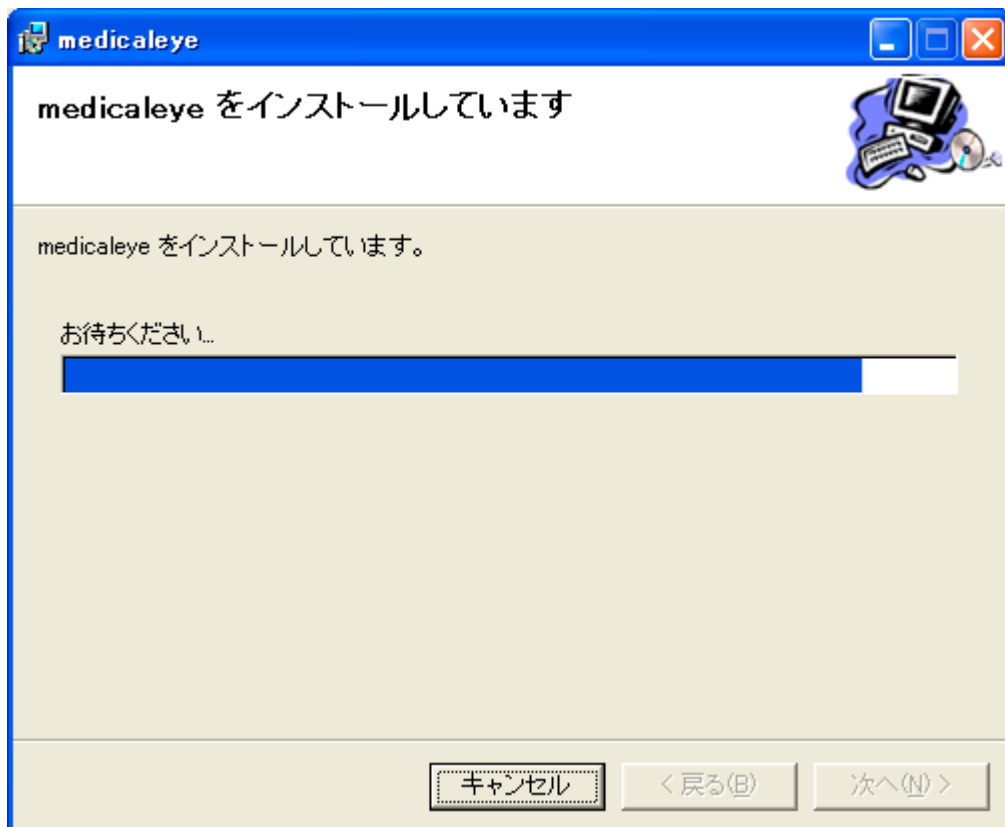 medicaleye
medicaleye をインストールしています
medicaleye をインストールしています。
お待ちください...
キャンセル
< 戻る(B)
次へ(N) >